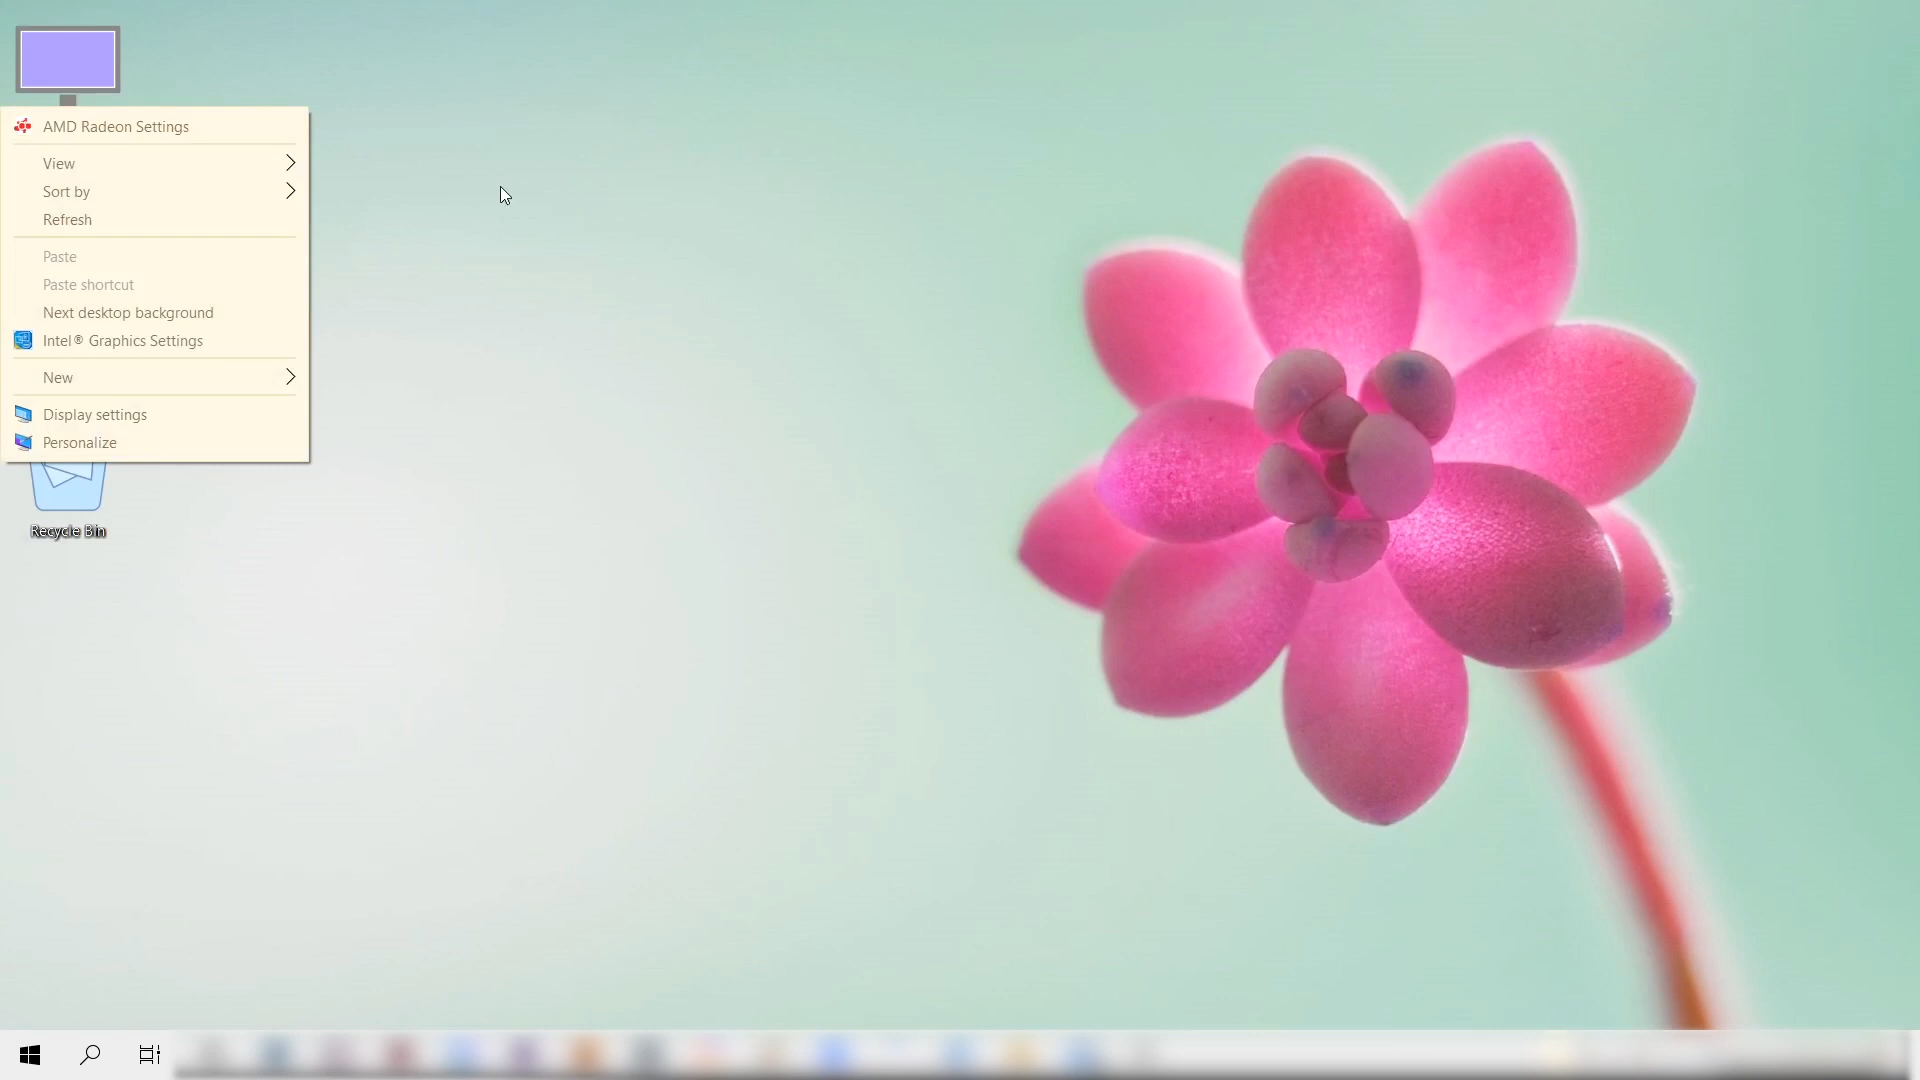 AMD Radeon Settings
View
Sort by
Refresh
Paste
Paste shortcut
Next desktop background
Intel® Graphics Settings
New
Display settings
Personalize
Recycle Bin